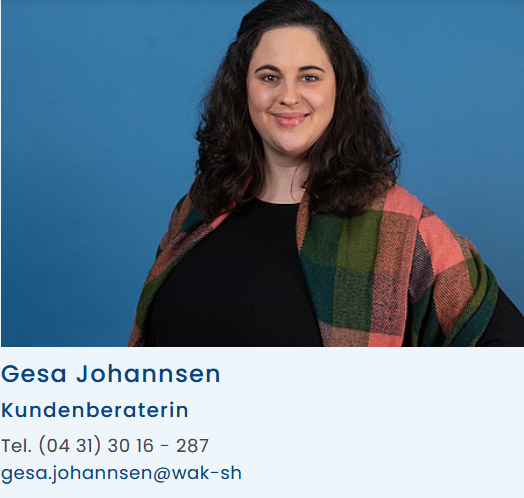 Gesa Johannsen
Kundenberaterin
Tel. (04 31) 30 16 - 287
gesa.johannsen@wak-sh